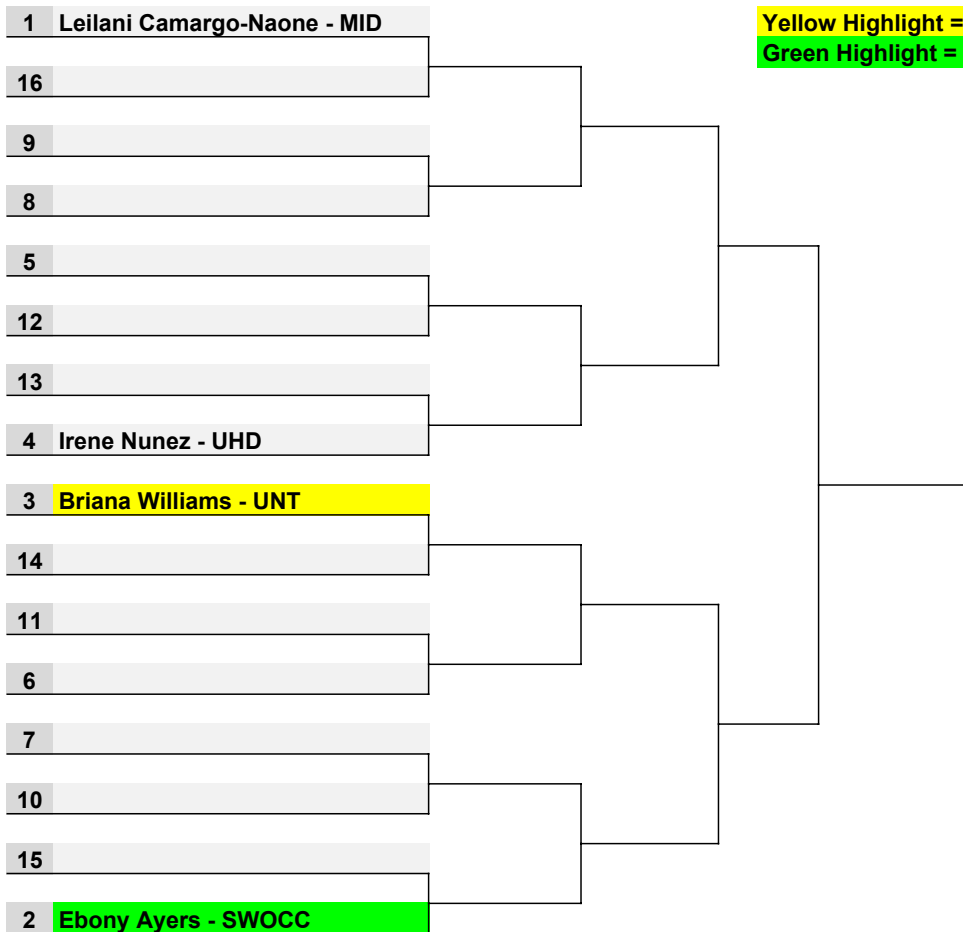 1 Leilani Camargo-Naone - MID
Yellow Highlight =
Green Highlight =
16
9
8
5
12
13
4 Irene Nunez - UHD
3 Briana Williams - UNT
14
11
6
7
10
15
2 Ebony Ayers - SWOCC